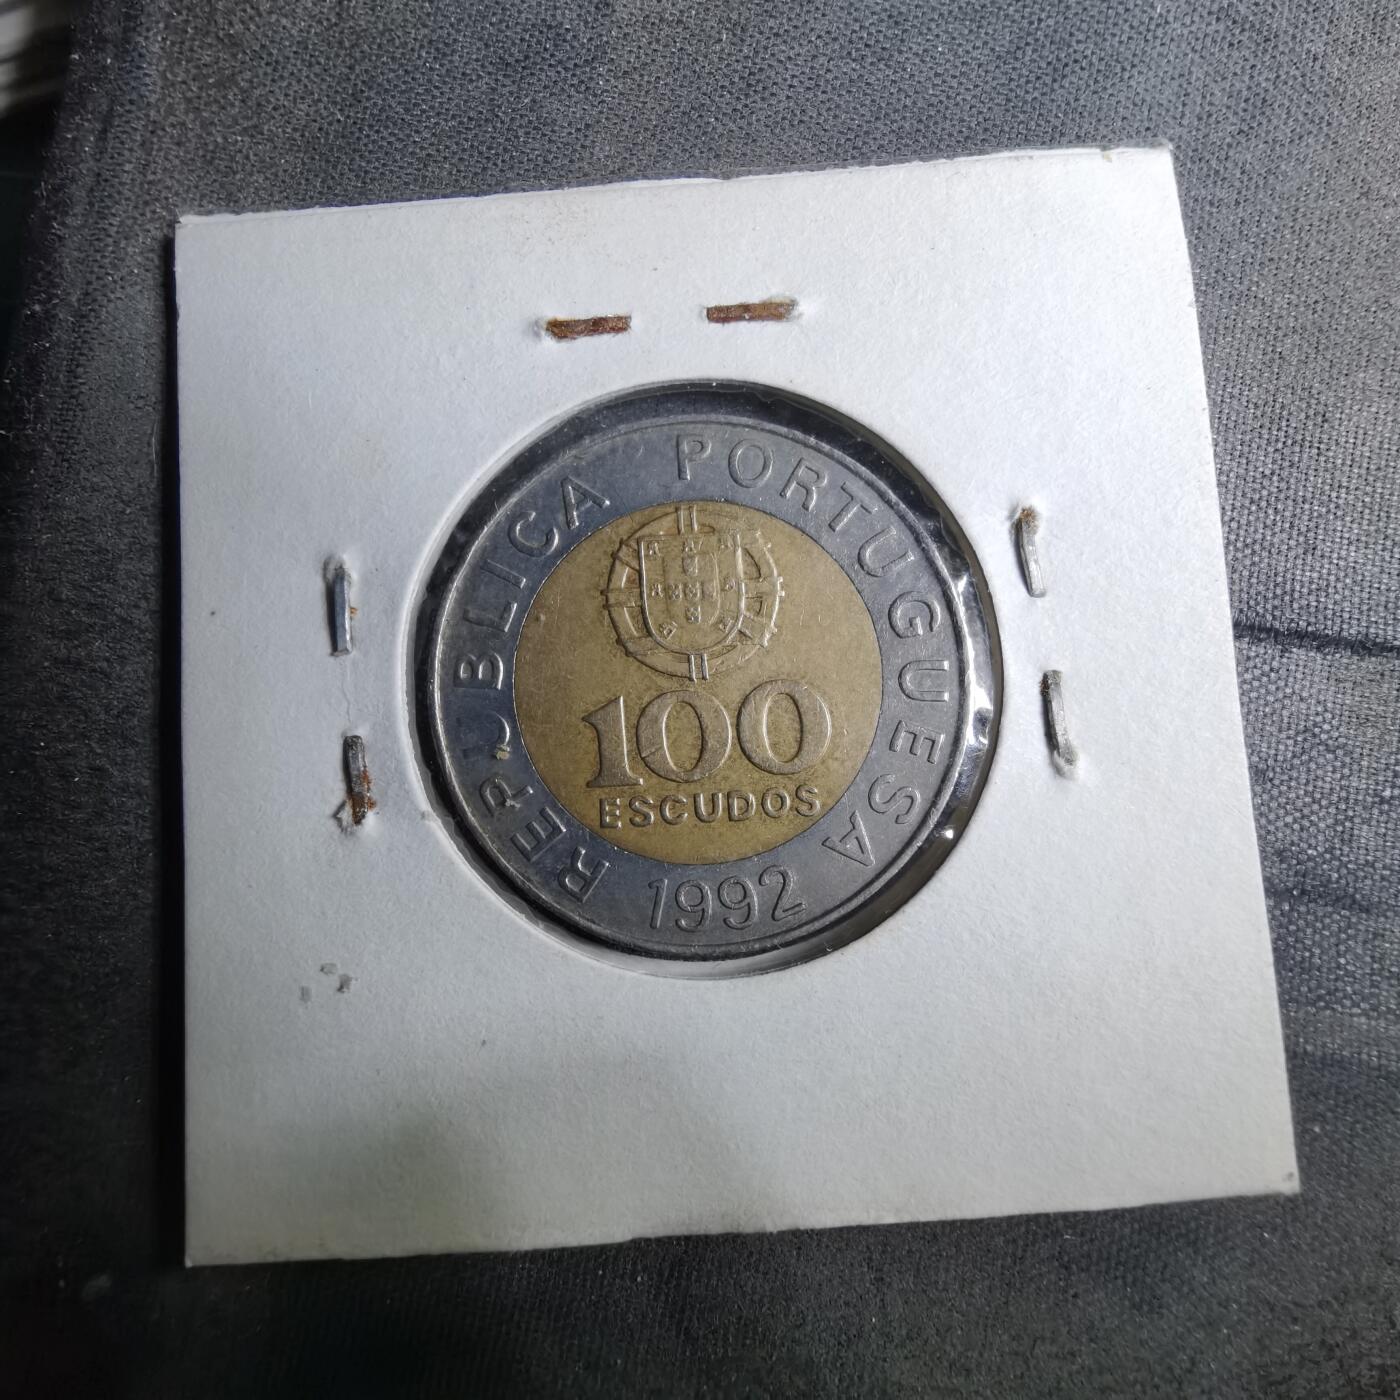 REPUBLICA PORTUGUESA
100
ESCUDOS
1992